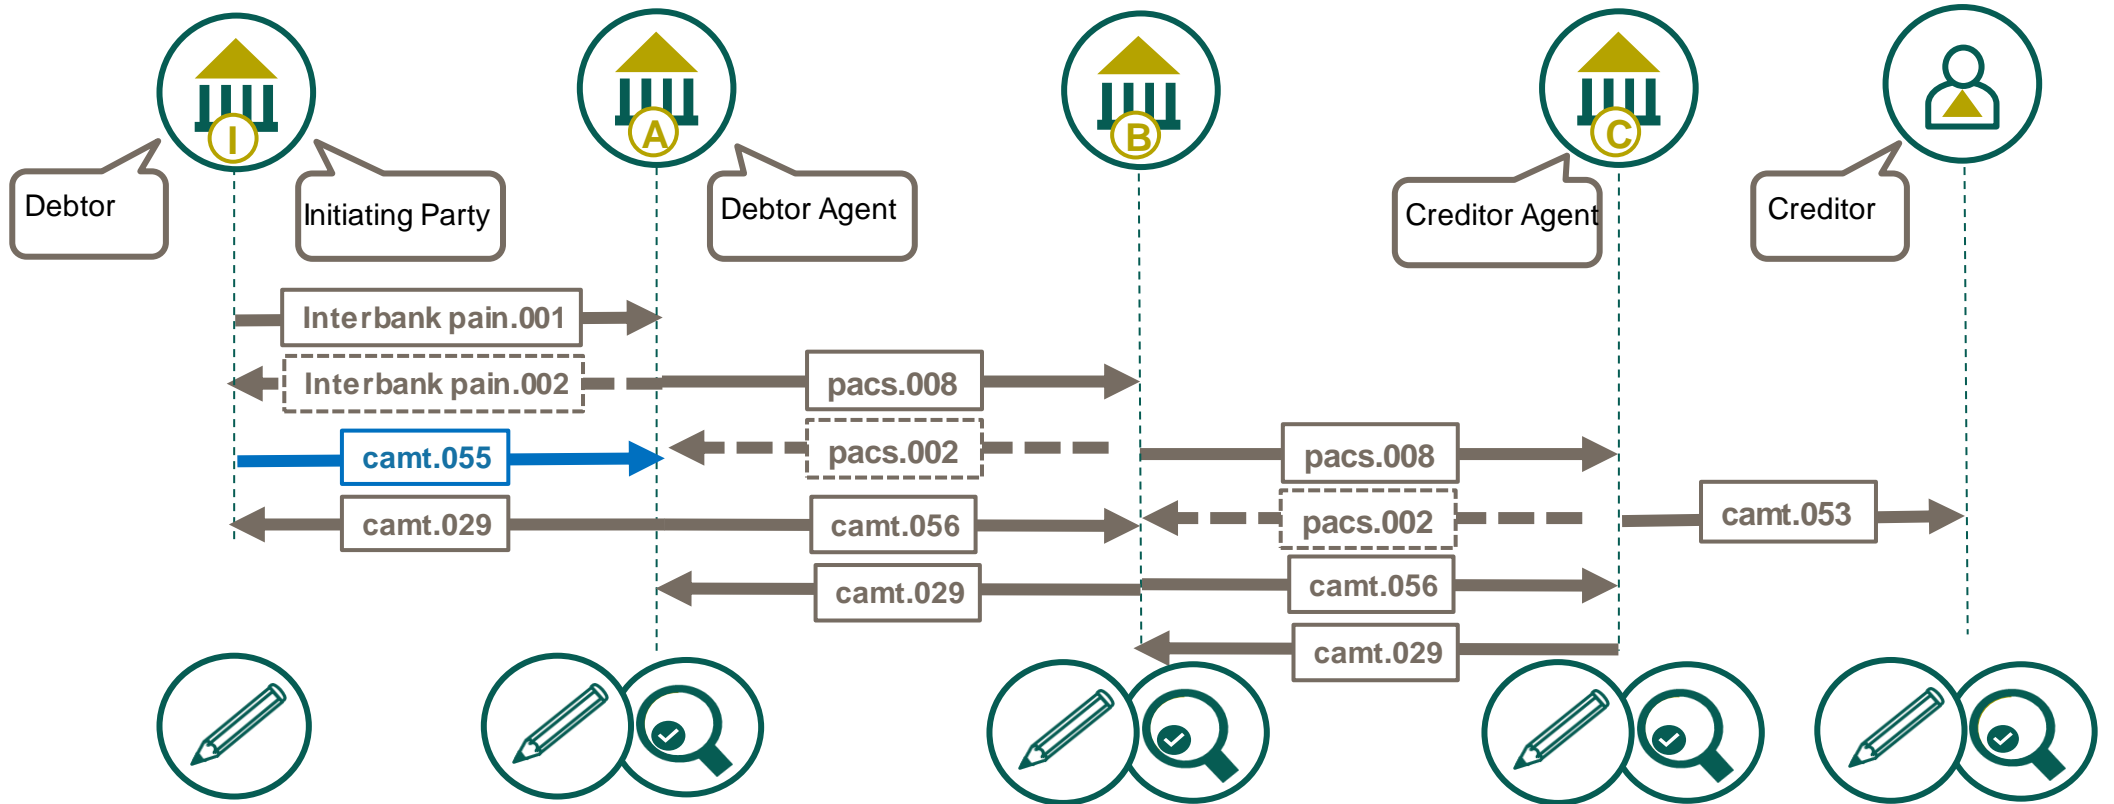 I
A
B
C
Debtor
Initiating Party
Debtor Agent
Creditor Agent
Creditor
Interbank pain.001
Interbank pain.002
pacs.008
camt.055
pacs.002
pacs.008
camt.029
camt.056
pacs.002
camt.053
camt.029
camt.056
camt.029